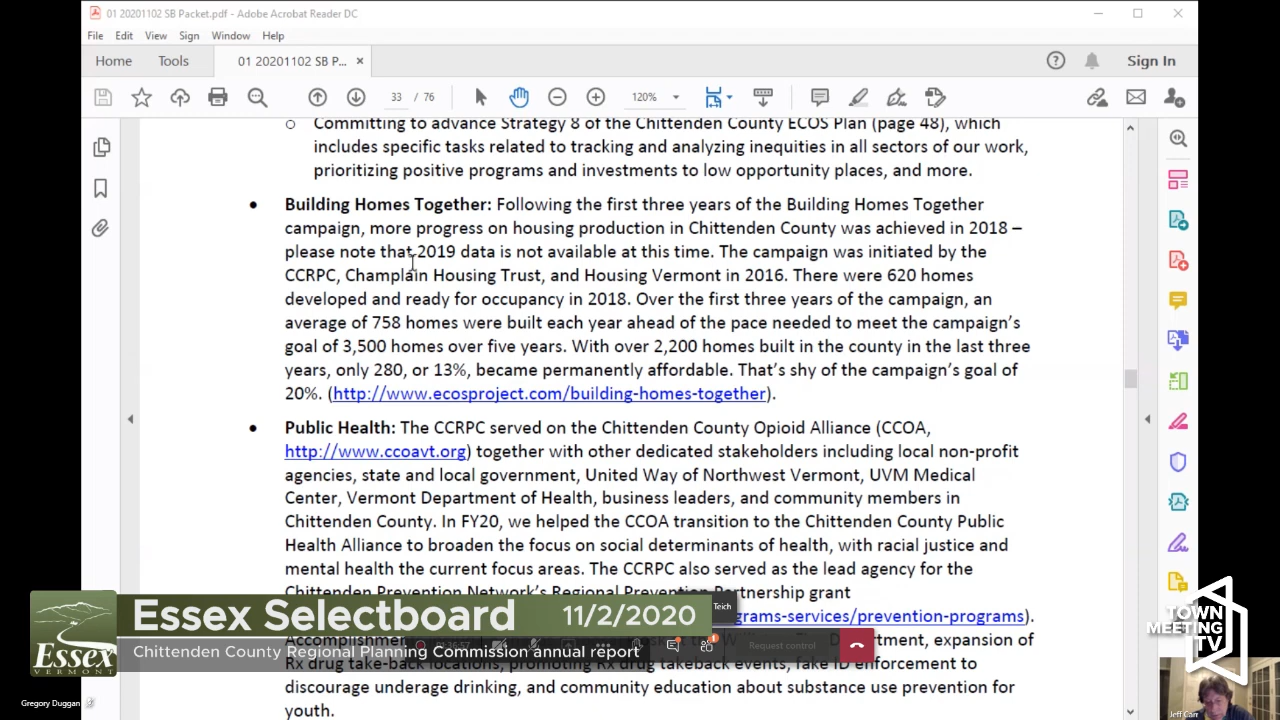 01 20201102 SB Packet.pdf - Adobe Acrobat Reader DC
File Edit View Sign Window Help
Home Tools 01 20201102 SB P... × Sign In
33 / 76 120%
Committing to advance Strategy 8 of the Chittenden County ECOS Plan (page 48), which
includes specific tasks related to tracking and analyzing inequities in all sectors of our work,
prioritizing positive programs and investments to low opportunity places, and more.
Building Homes Together: Following the first three years of the Building Homes Together
campaign, more progress on housing production in Chittenden County was achieved in 2018 –
please note that 2019 data is not available at this time. The campaign was initiated by the
CCRPC, Champlain Housing Trust, and Housing Vermont in 2016. There were 620 homes
developed and ready for occupancy in 2018. Over the first three years of the campaign, an
average of 758 homes were built each year ahead of the pace needed to meet the campaign's
goal of 3,500 homes over five years. With over 2,200 homes built in the county in the last three
years, only 280, or 13%, became permanently affordable. That's shy of the campaign's goal of
20%. (http://www.ecosproject.com/building-homes-together).
Public Health: The CCRPC served on the Chittenden County Opioid Alliance (CCOA,
http://www.ccoavt.org) together with other dedicated stakeholders including local non-profit
agencies, state and local government, United Way of Northwest Vermont, UVM Medical
Center, Vermont Department of Health, business leaders, and community members in
Chittenden County. In FY20, we helped the CCOA transition to the Chittenden County Public
Health Alliance to broaden the focus on social determinants of health, with racial justice and
mental health the current focus areas. The CCRPC also served as the lead agency for the
Chittenden Prevention Network's Regional Prevention Partnership grant
grams-services/prevention-programs).
Accomplishmen partment, expansion of
Rx drug take-back locations, promoting Rx drug takeback events, fake ID enforcement to
discourage underage drinking, and community education about substance use prevention for
youth.
Teich
Request control
Essex Selectboard 11/2/2020
Chittenden County Regional Planning Commission annual report
Essex
VERMONT
TOWN
MEETING
TV
Gregory Duggan
Jeff Carr